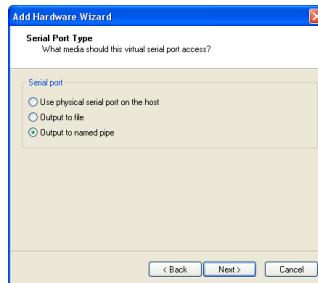 Add Hardware Wizard
Serial Port Type
What media should this virtual serial port access?
Serial port
Use physical serial port on the host
Output to file
Output to named pipe
< Back
Next >
Cancel